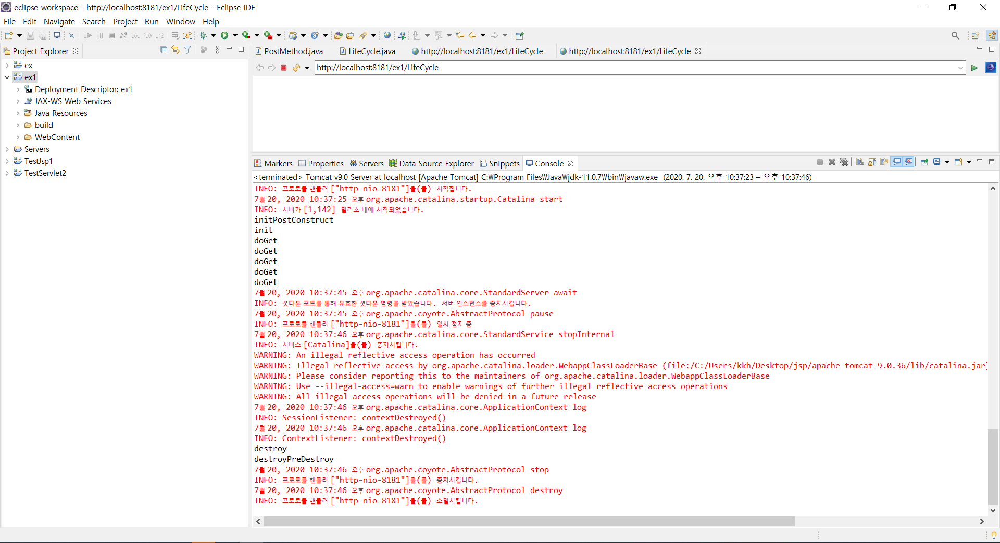 eclipse-workspace - http://localhost:8181/ex1/LifeCycle - Eclipse IDE
File Edit Navigate Search Project Run Window Help
Project Explorer
PostMethod.java LifeCycle.java http://localhost:8181/ex1/LifeCycle http://localhost:8181/ex1/LifeCycle
http://localhost:8181/ex1/LifeCycle
ex
ex1
Deployment Descriptor: ex1
JAX-WS Web Services
Java Resources
build
WebContent
Servers
TestJsp1
TestServlet2
Markers Properties Servers Data Source Explorer Snippets Console
<terminated> Tomcat v9.0 Server at localhost [Apache Tomcat] C:₩Program Files₩Java₩jdk-11.0.7₩bin₩javaw.exe (2020. 7. 20. 오후 10:37:23 – 오후 10:37:46)
INFO: 프로토콜 핸들러 ["http-nio-8181"]을(를) 시작합니다.
7월 20, 2020 10:37:25 오후 org.apache.catalina.startup.Catalina start
INFO: 서버가 [1,142] 밀리초 내에 시작되었습니다.
initPostConstruct
init
doGet
doGet
doGet
doGet
doGet
7월 20, 2020 10:37:45 오후 org.apache.catalina.core.StandardServer await
INFO: 셧다운 포트를 통해 유효한 셧다운 명령을 받았습니다. 서버 인스턴스를 중지시킵니다.
7월 20, 2020 10:37:45 오후 org.apache.coyote.AbstractProtocol pause
INFO: 프로토콜 핸들러 ["http-nio-8181"]을(를) 일시 정지 중
7월 20, 2020 10:37:46 오후 org.apache.catalina.core.StandardService stopInternal
INFO: 서비스 [Catalina]을(를) 중지시킵니다.
WARNING: An illegal reflective access operation has occurred
WARNING: Illegal reflective access by org.apache.catalina.loader.WebappClassLoaderBase (file:/C:/Users/kkh/Desktop/jsp/apache-tomcat-9.0.36/lib/catalina.jar)
WARNING: Please consider reporting this to the maintainers of org.apache.catalina.loader.WebappClassLoaderBase
WARNING: Use --illegal-access=warn to enable warnings of further illegal reflective access operations
WARNING: All illegal access operations will be denied in a future release
7월 20, 2020 10:37:46 오후 org.apache.catalina.core.ApplicationContext log
INFO: SessionListener: contextDestroyed()
7월 20, 2020 10:37:46 오후 org.apache.catalina.core.ApplicationContext log
INFO: ContextListener: contextDestroyed()
destroy
destroyPreDestroy
7월 20, 2020 10:37:46 오후 org.apache.coyote.AbstractProtocol stop
INFO: 프로토콜 핸들러 ["http-nio-8181"]을(를) 중지시킵니다.
7월 20, 2020 10:37:46 오후 org.apache.coyote.AbstractProtocol destroy
INFO: 프로토콜 핸들러 ["http-nio-8181"]을(를) 소멸시킵니다.